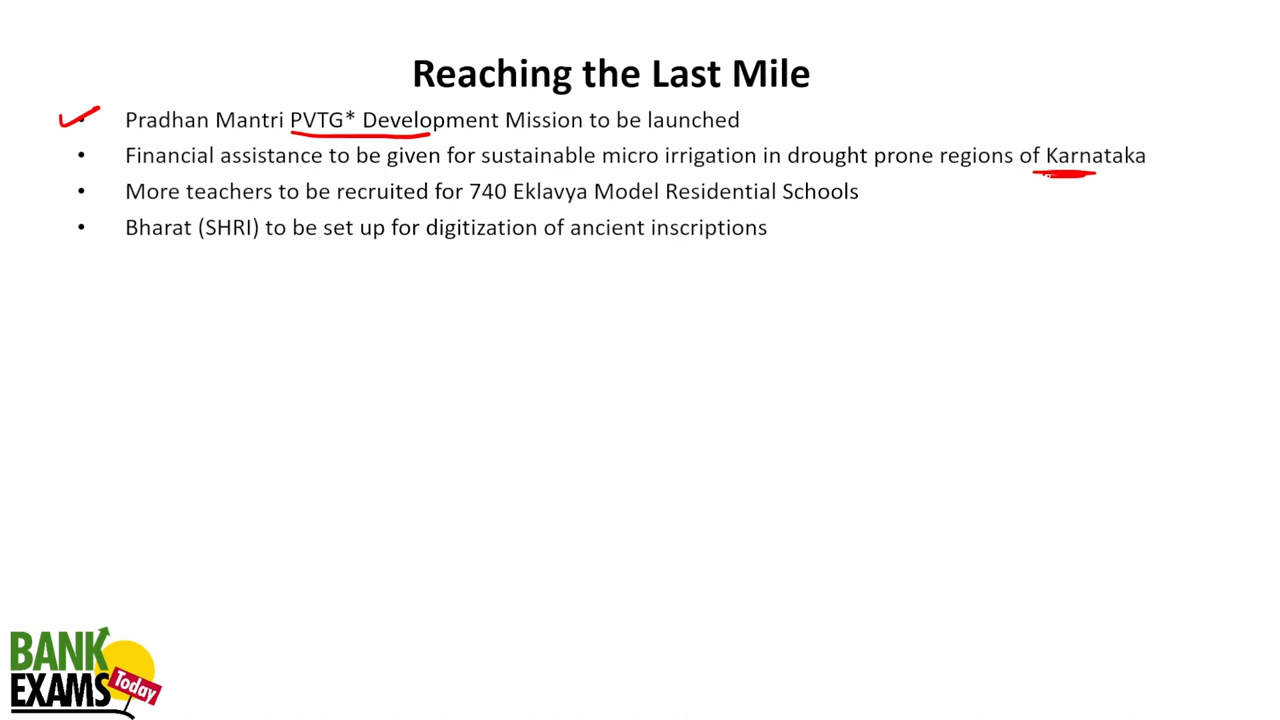 Reaching the Last Mile
• Pradhan Mantri PVTG* Development Mission to be launched
• Financial assistance to be given for sustainable micro irrigation in drought prone regions of Karnataka
• More teachers to be recruited for 740 Eklavya Model Residential Schools
• Bharat (SHRI) to be set up for digitization of ancient inscriptions
BANK
EXAMS
Today